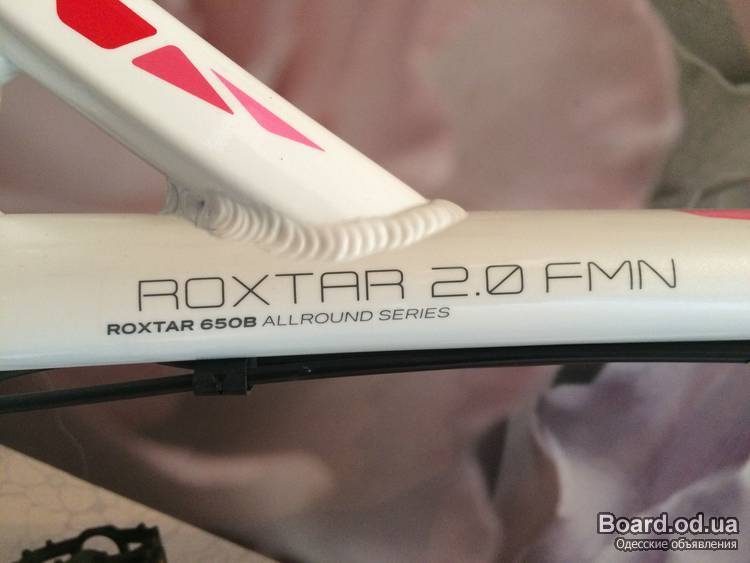 ROXTAR 2.0 FMN
ROXTAR 650B ALLROUND SERIES
Board.od.ua
Одесские объявления